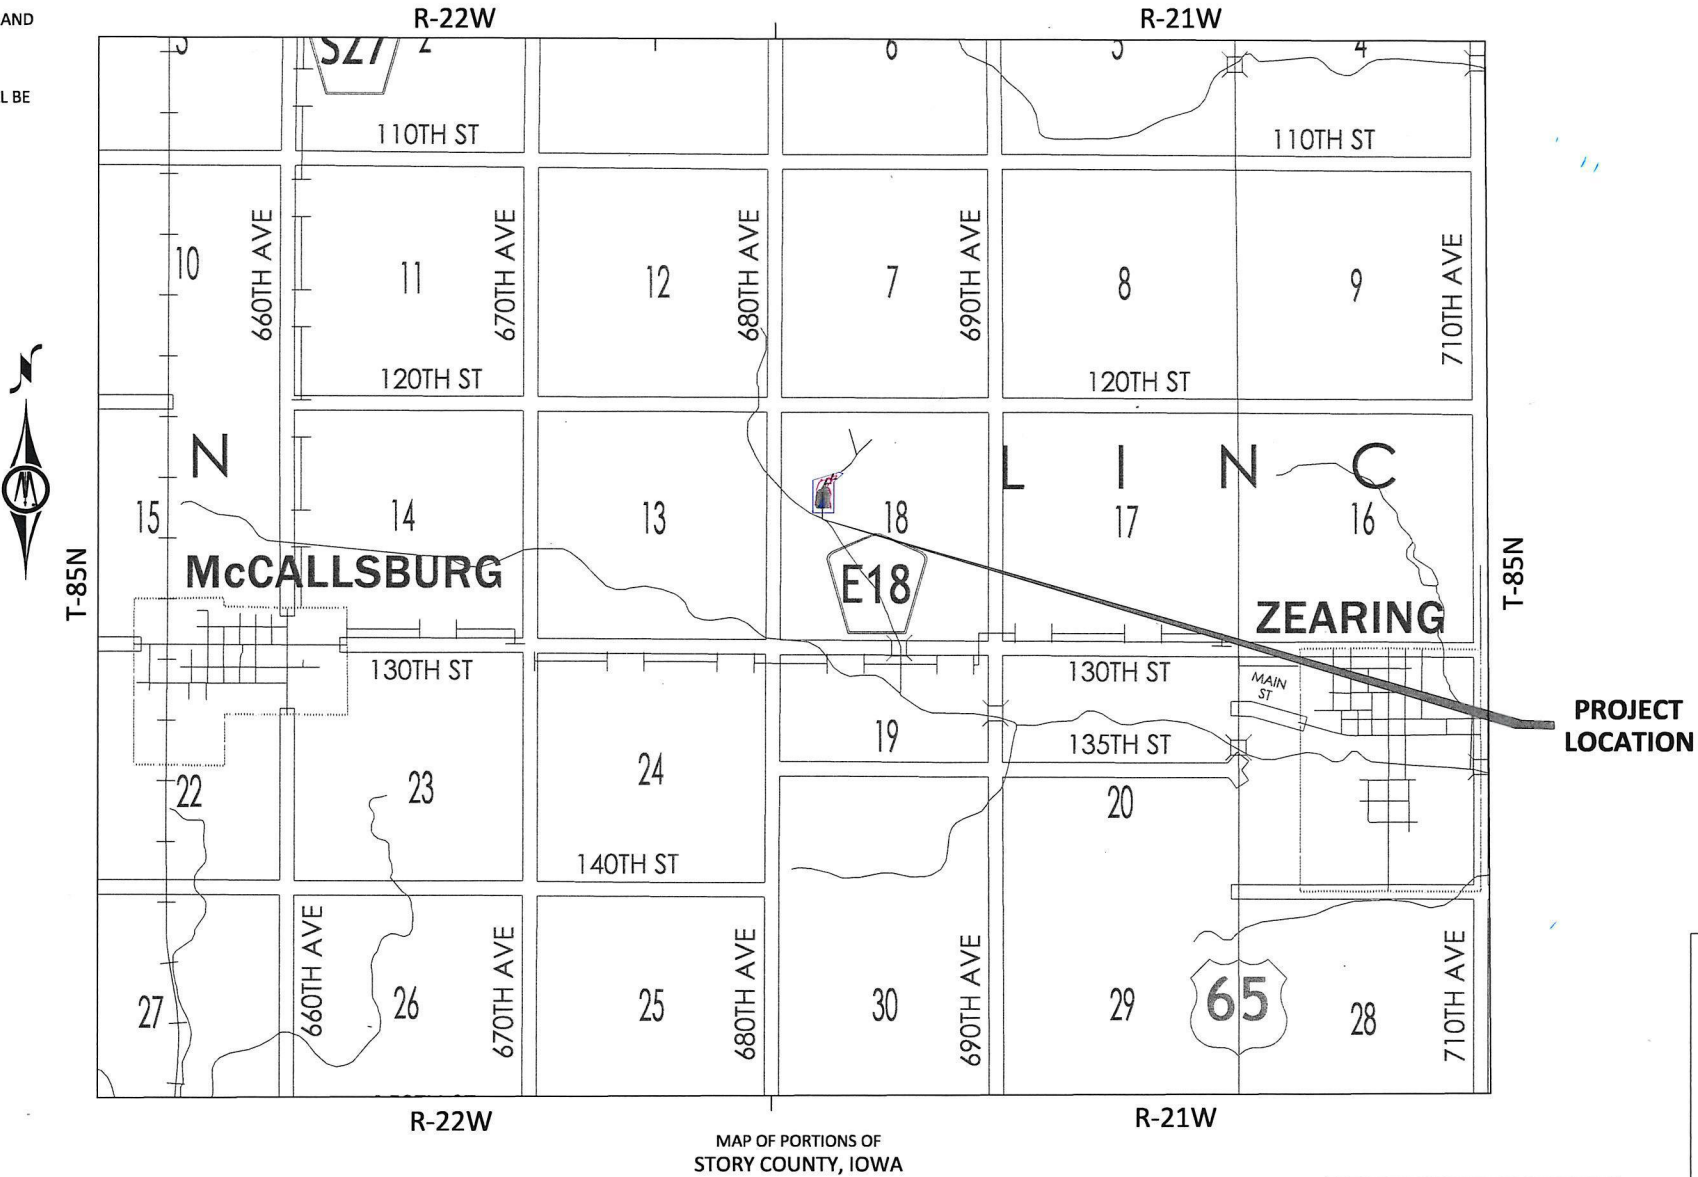 AND
L BE
R-22W
R-21W
S27
2
1
6
5
4
110TH ST
110TH ST
10
660TH AVE
11
670TH AVE
12
680TH AVE
7
690TH AVE
8
9
710TH AVE
120TH ST
120TH ST
N
N
L I N C
15
14
13
18
17
16
T-85N
T-85N
McCALLSBURG
E18
ZEARING
130TH ST
130TH ST
MAIN
ST
PROJECT
LOCATION
19
135TH ST
22
23
24
20
140TH ST
27
660TH AVE
26
670TH AVE
25
680TH AVE
30
690TH AVE
29
65
28
710TH AVE
R-22W
R-21W
MAP OF PORTIONS OF
STORY COUNTY, IOWA